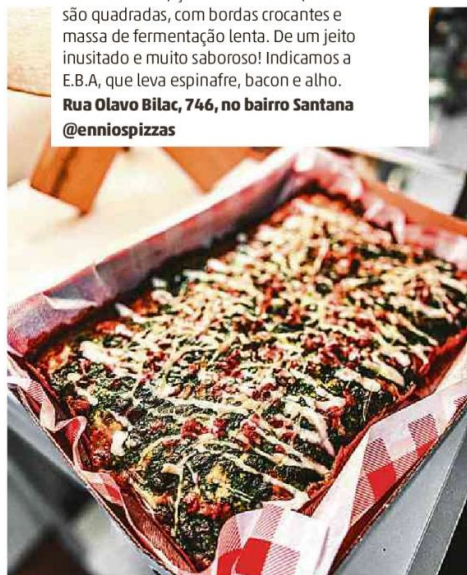 são quadradas, com bordas crocantes e
massa de fermentação lenta. De um jeito
inusitado e muito saboroso! Indicamos a
E.B.A, que leva espinafre, bacon e alho.
Rua Olavo Bilac, 746, no bairro Santana
@enniospizzas